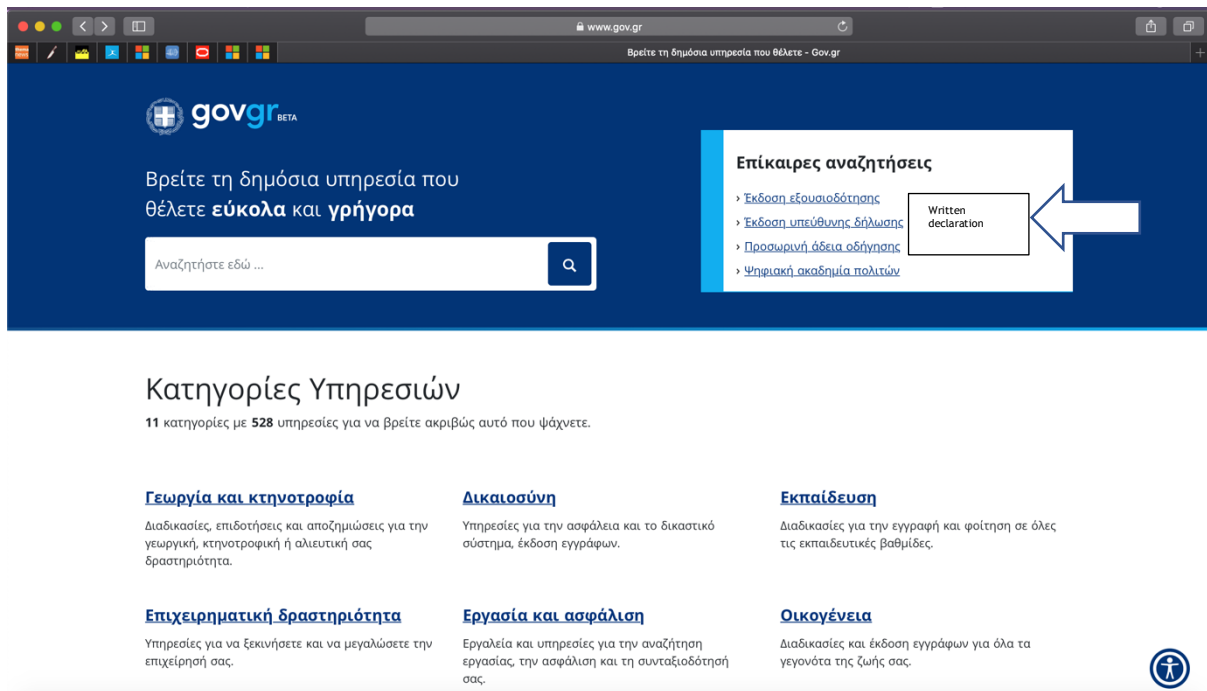 www.gov.gr
Βρείτε τη δημόσια υπηρεσία που θέλετε - Gov.gr
govgr BETA
Βρείτε τη δημόσια υπηρεσία που
θέλετε εύκολα και γρήγορα
Αναζητήστε εδώ ...
Επίκαιρες αναζητήσεις
› Έκδοση εξουσιοδότησης
› Έκδοση υπεύθυνης δήλωσης
› Προσωρινή άδεια οδήγησης
› Ψηφιακή ακαδημία πολιτών
Written
declaration
Κατηγορίες Υπηρεσιών
11 κατηγορίες με 528 υπηρεσίες για να βρείτε ακριβώς αυτό που ψάχνετε.
Γεωργία και κτηνοτροφία
Διαδικασίες, επιδοτήσεις και αποζημιώσεις για την
γεωργική, κτηνοτροφική ή αλιευτική σας
δραστηριότητα.
Δικαιοσύνη
Υπηρεσίες για την ασφάλεια και το δικαστικό
σύστημα, έκδοση εγγράφων.
Εκπαίδευση
Διαδικασίες για την εγγραφή και φοίτηση σε όλες
τις εκπαιδευτικές βαθμίδες.
Επιχειρηματική δραστηριότητα
Υπηρεσίες για να ξεκινήσετε και να μεγαλώσετε την
επιχείρησή σας.
Εργασία και ασφάλιση
Εργαλεία και υπηρεσίες για την αναζήτηση
εργασίας, την ασφάλιση και τη συνταξιοδότησή
σας.
Οικογένεια
Διαδικασίες και έκδοση εγγράφων για όλα τα
γεγονότα της ζωής σας.